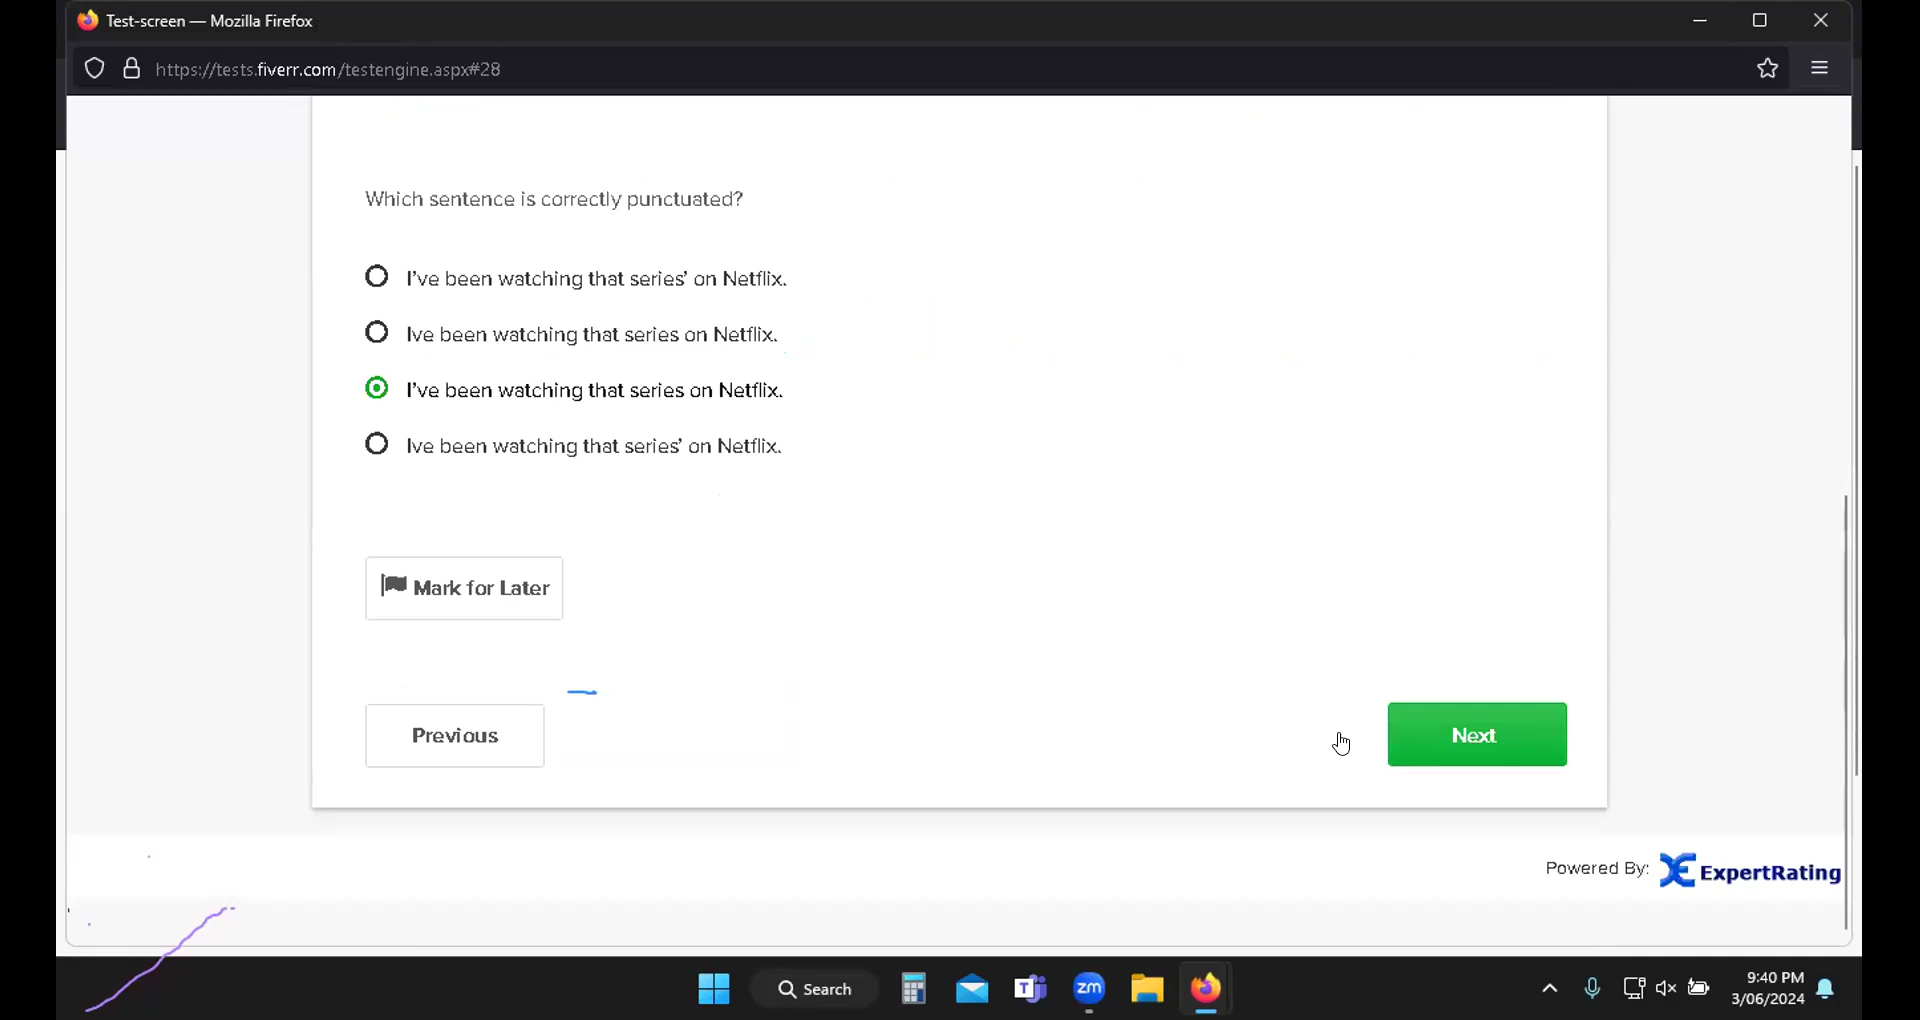 Test-screen — Mozilla Firefox
https://tests.fiverr.com/testengine.aspx#28
Which sentence is correctly punctuated?
I’ve been watching that series’ on Netflix.
Ive been watching that series on Netflix.
I’ve been watching that series on Netflix.
Ive been watching that series’ on Netflix.
Mark for Later
Previous
Next
Powered By: ExpertRating
Search
T
zm
9:40 PM
3/06/2024